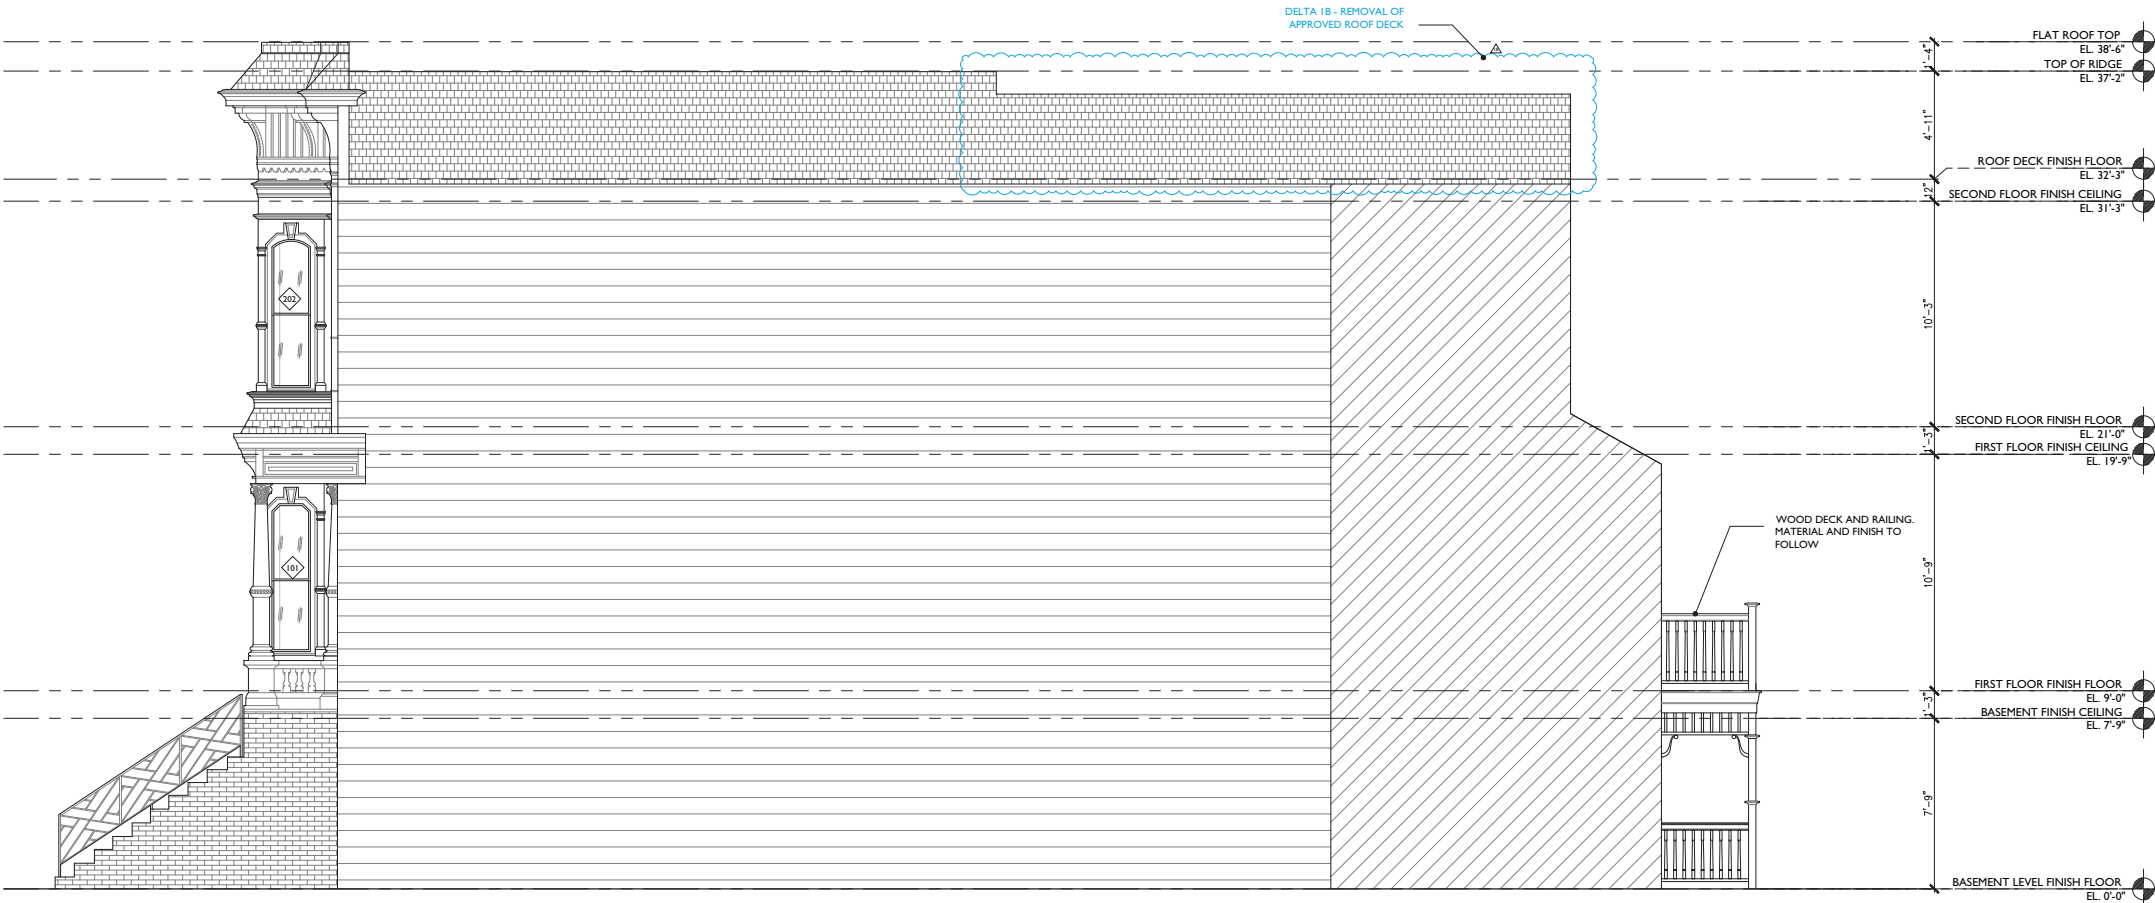 DELTA 1B - REMOVAL OF
APPROVED ROOF DECK
FLAT ROOF TOP
EL. 38'-6"
1'-4"
TOP OF RIDGE
EL. 37'-2"
4'-11"
ROOF DECK FINISH FLOOR
EL. 32'-3"
12"
SECOND FLOOR FINISH CEILING
EL. 31'-3"
202
10'-3"
SECOND FLOOR FINISH FLOOR
EL. 21'-0"
1'-3"
FIRST FLOOR FINISH CEILING
EL. 19'-9"
WOOD DECK AND RAILING.
MATERIAL AND FINISH TO
FOLLOW
101
10'-9"
FIRST FLOOR FINISH FLOOR
EL. 9'-0"
1'-3"
BASEMENT FINISH CEILING
EL. 7'-9"
7'-9"
BASEMENT LEVEL FINISH FLOOR
EL. 0'-0"